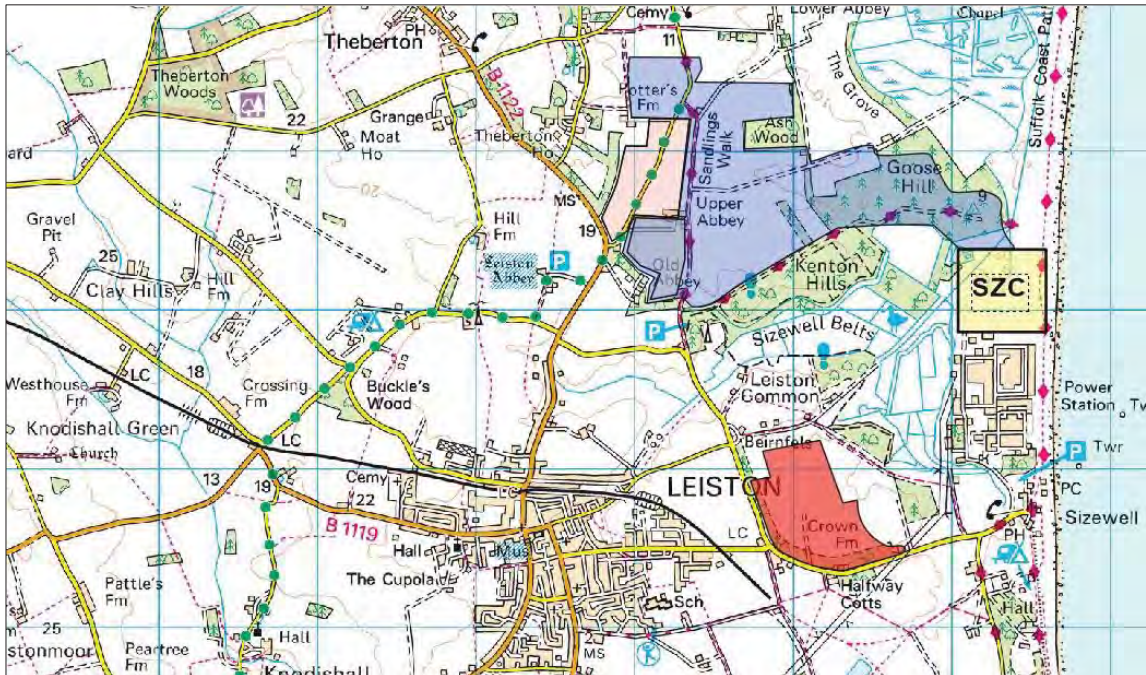 Cemy
Lower Abbey
Chapel
Suffolk Coast Path
PH
Theberton
11
B 1122
The Grove
Theberton
Woods
22
Potter's
Fm
Grange
Moat
Ho
Theberton
Ho
Ash
Wood
Sandlings
Walk
10
Goose
Hill
9
20
MS
Upper
Abbey
Gravel
Pit
25
Hill
Fm
19
Leiston
Abbey
P
Old
Abbey
Kenton
Hills
SZC
Clay Hills
Hill
Fm
P
Sizewell Belts
LC
18
Westhouse
Fm
Crossing
Fm
Buckle's
Wood
Leiston
Common
Power
Station
Knodishall Green
LC
Church
Beirnfels
Twr
P
13
19
Cemy
22
LC
LEISTON
PC
Sizewell
B 1119
Hall
Mus
LC
Crown
Fm
PH
Pattle's
Fm
The Cupola
Halfway
Cotts
Sch
Hall
25
Hall
stonmoor
Peartree
Fm
MS
Knodishall